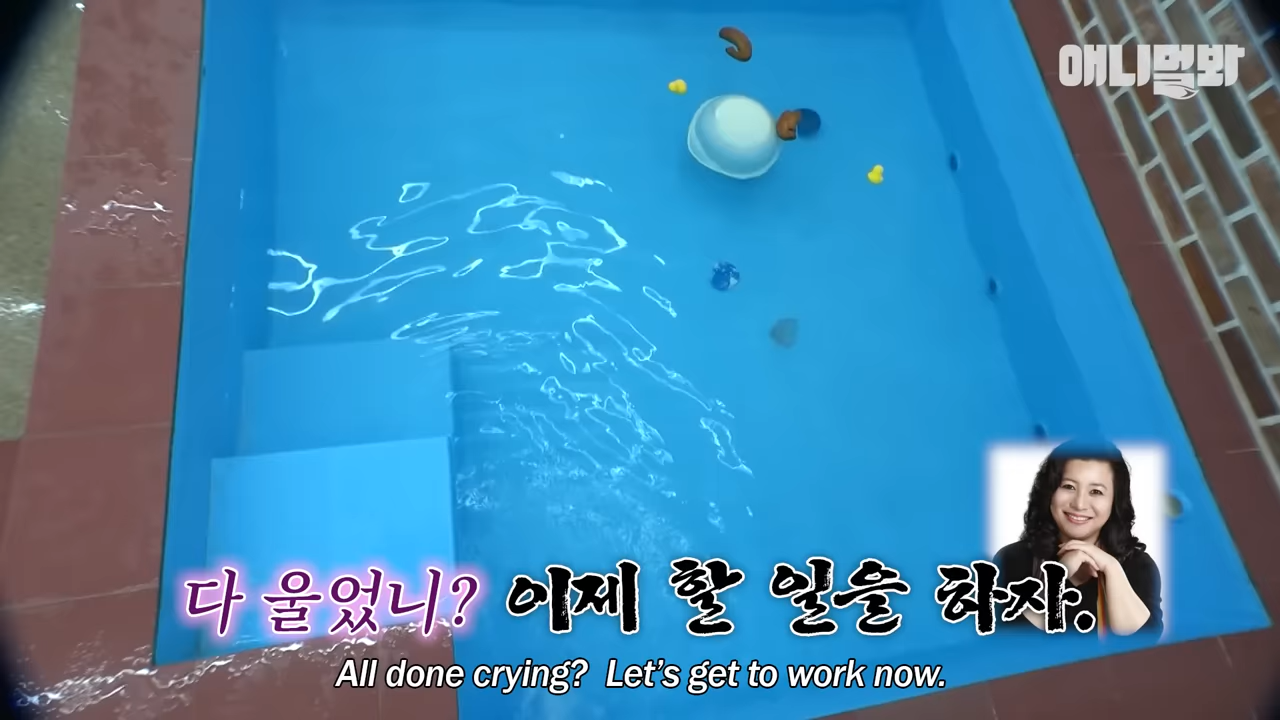 애니멀봐
다 울었니? 이제 할 일을 하자.
All done crying? Let's get to work now.